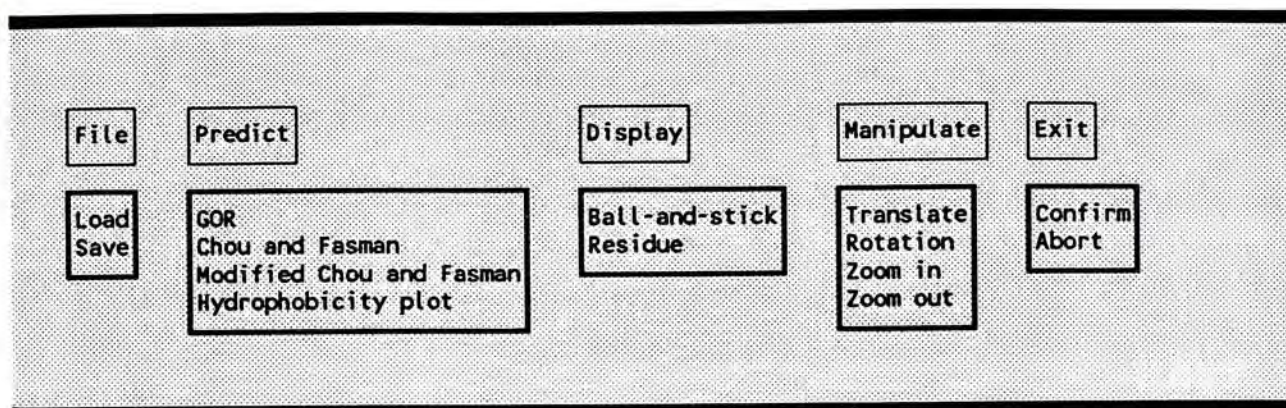 File
Predict
Display
Manipulate
Exit
Load
Save
GOR
Chou and Fasman
Modified Chou and Fasman
Hydrophobicity plot
Ball-and-stick
Residue
Translate
Rotation
Zoom in
Zoom out
Confirm
Abort